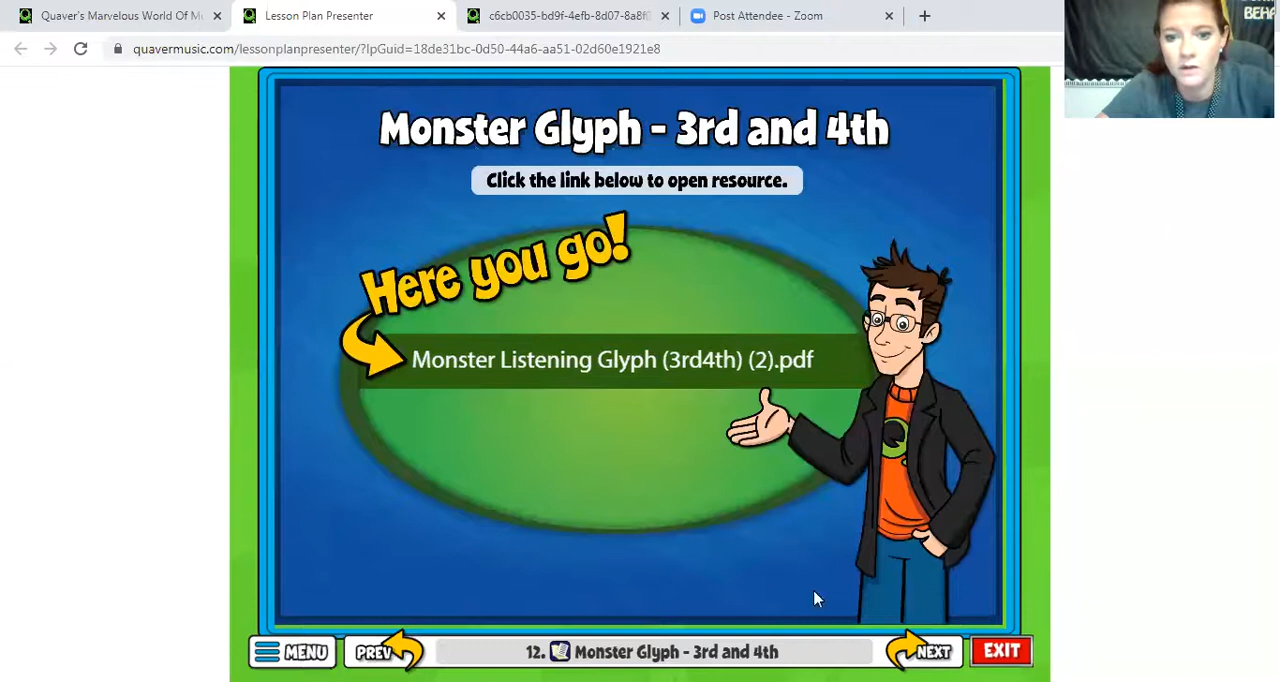 Quaver's Marvelous World Of M
Lesson Plan Presenter
c6cb0035-bd9f-4efb-8d07-8a8f
Post Attendee - Zoom
quavermusic.com/lessonplanpresenter/?lpGuid=18de31bc-0d50-44a6-aa51-02d60e1921e8
BEHA
Monster Glyph - 3rd and 4th
Click the link below to open resource.
Here you go!
Monster Listening Glyph (3rd4th) (2).pdf
MENU
PREV
12. Monster Glyph - 3rd and 4th
NEXT
EXIT